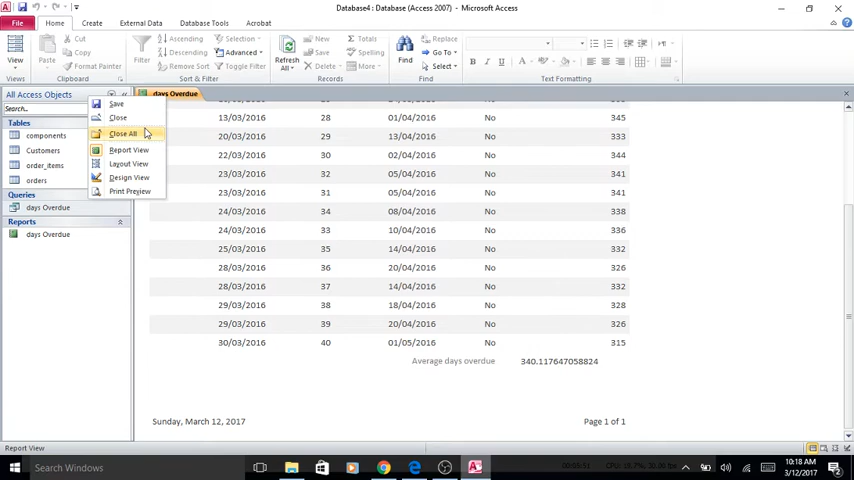 Database4 : Database (Access 2007) - Microsoft Access
File Home Create External Data Database Tools Acrobat
View
Views
Paste
Cut
Copy
Format Painter
Clipboard
Filter
Ascending
Descending
Remove Sort
Selection
Advanced
Toggle Filter
Sort & Filter
Refresh
All
New
Save
Delete
Totals
Spelling
More
Records
Find
Replace
Go To
Select
Find
B I U
A
Text Formatting
All Access Objects
Search...
Tables
components
Customers
order_items
orders
Queries
days Overdue
Reports
days Overdue
Save
Close
Close All
Report View
Layout View
Design View
Print Preview
days Overdue
13/03/2016 28 01/04/2016 No 345
20/03/2016 29 13/04/2016 No 333
22/03/2016 30 02/04/2016 No 344
23/03/2016 32 05/04/2016 No 341
23/03/2016 31 05/04/2016 No 341
24/03/2016 34 08/04/2016 No 338
24/03/2016 33 10/04/2016 No 336
25/03/2016 35 14/04/2016 No 332
28/03/2016 36 20/04/2016 No 326
28/03/2016 37 14/04/2016 No 332
29/03/2016 38 18/04/2016 No 328
29/03/2016 39 20/04/2016 No 326
30/03/2016 40 01/05/2016 No 315
Average days overdue 340.117647058824
Sunday, March 12, 2017 Page 1 of 1
Report View
Search Windows
10:18 AM
3/12/2017